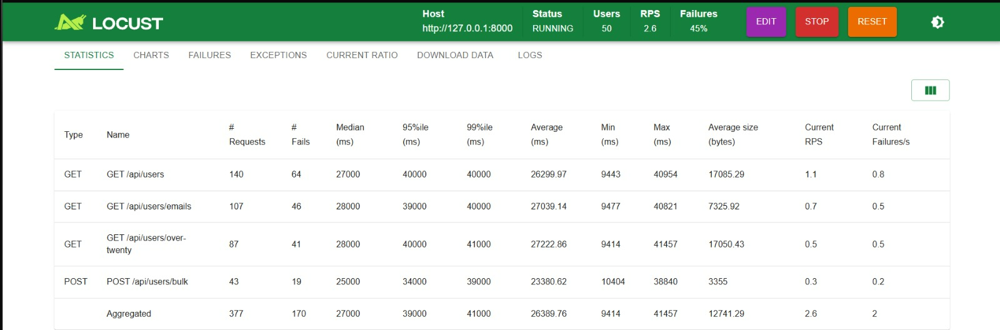 LOCUST
Host Status Users RPS Failures
http://127.0.0.1:8000 RUNNING 50 2.6 45% EDIT STOP RESET
STATISTICS CHARTS FAILURES EXCEPTIONS CURRENT RATIO DOWNLOAD DATA LOGS
Type Name # Requests # Fails Median (ms) 95%ile (ms) 99%ile (ms) Average (ms) Min (ms) Max (ms) Average size (bytes) Current RPS Current Failures/s
GET GET /api/users 140 64 27000 40000 40000 26299.97 9443 40954 17085.29 1.1 0.8
GET GET /api/users/emails 107 46 28000 39000 40000 27039.14 9477 40821 7325.92 0.7 0.5
GET GET /api/users/over-twenty 87 41 28000 40000 41000 27222.86 9414 41457 17050.43 0.5 0.5
POST POST /api/users/bulk 43 19 25000 34000 39000 23380.62 10404 38840 3355 0.3 0.2
Aggregated 377 170 27000 39000 41000 26389.76 9414 41457 12741.29 2.6 2